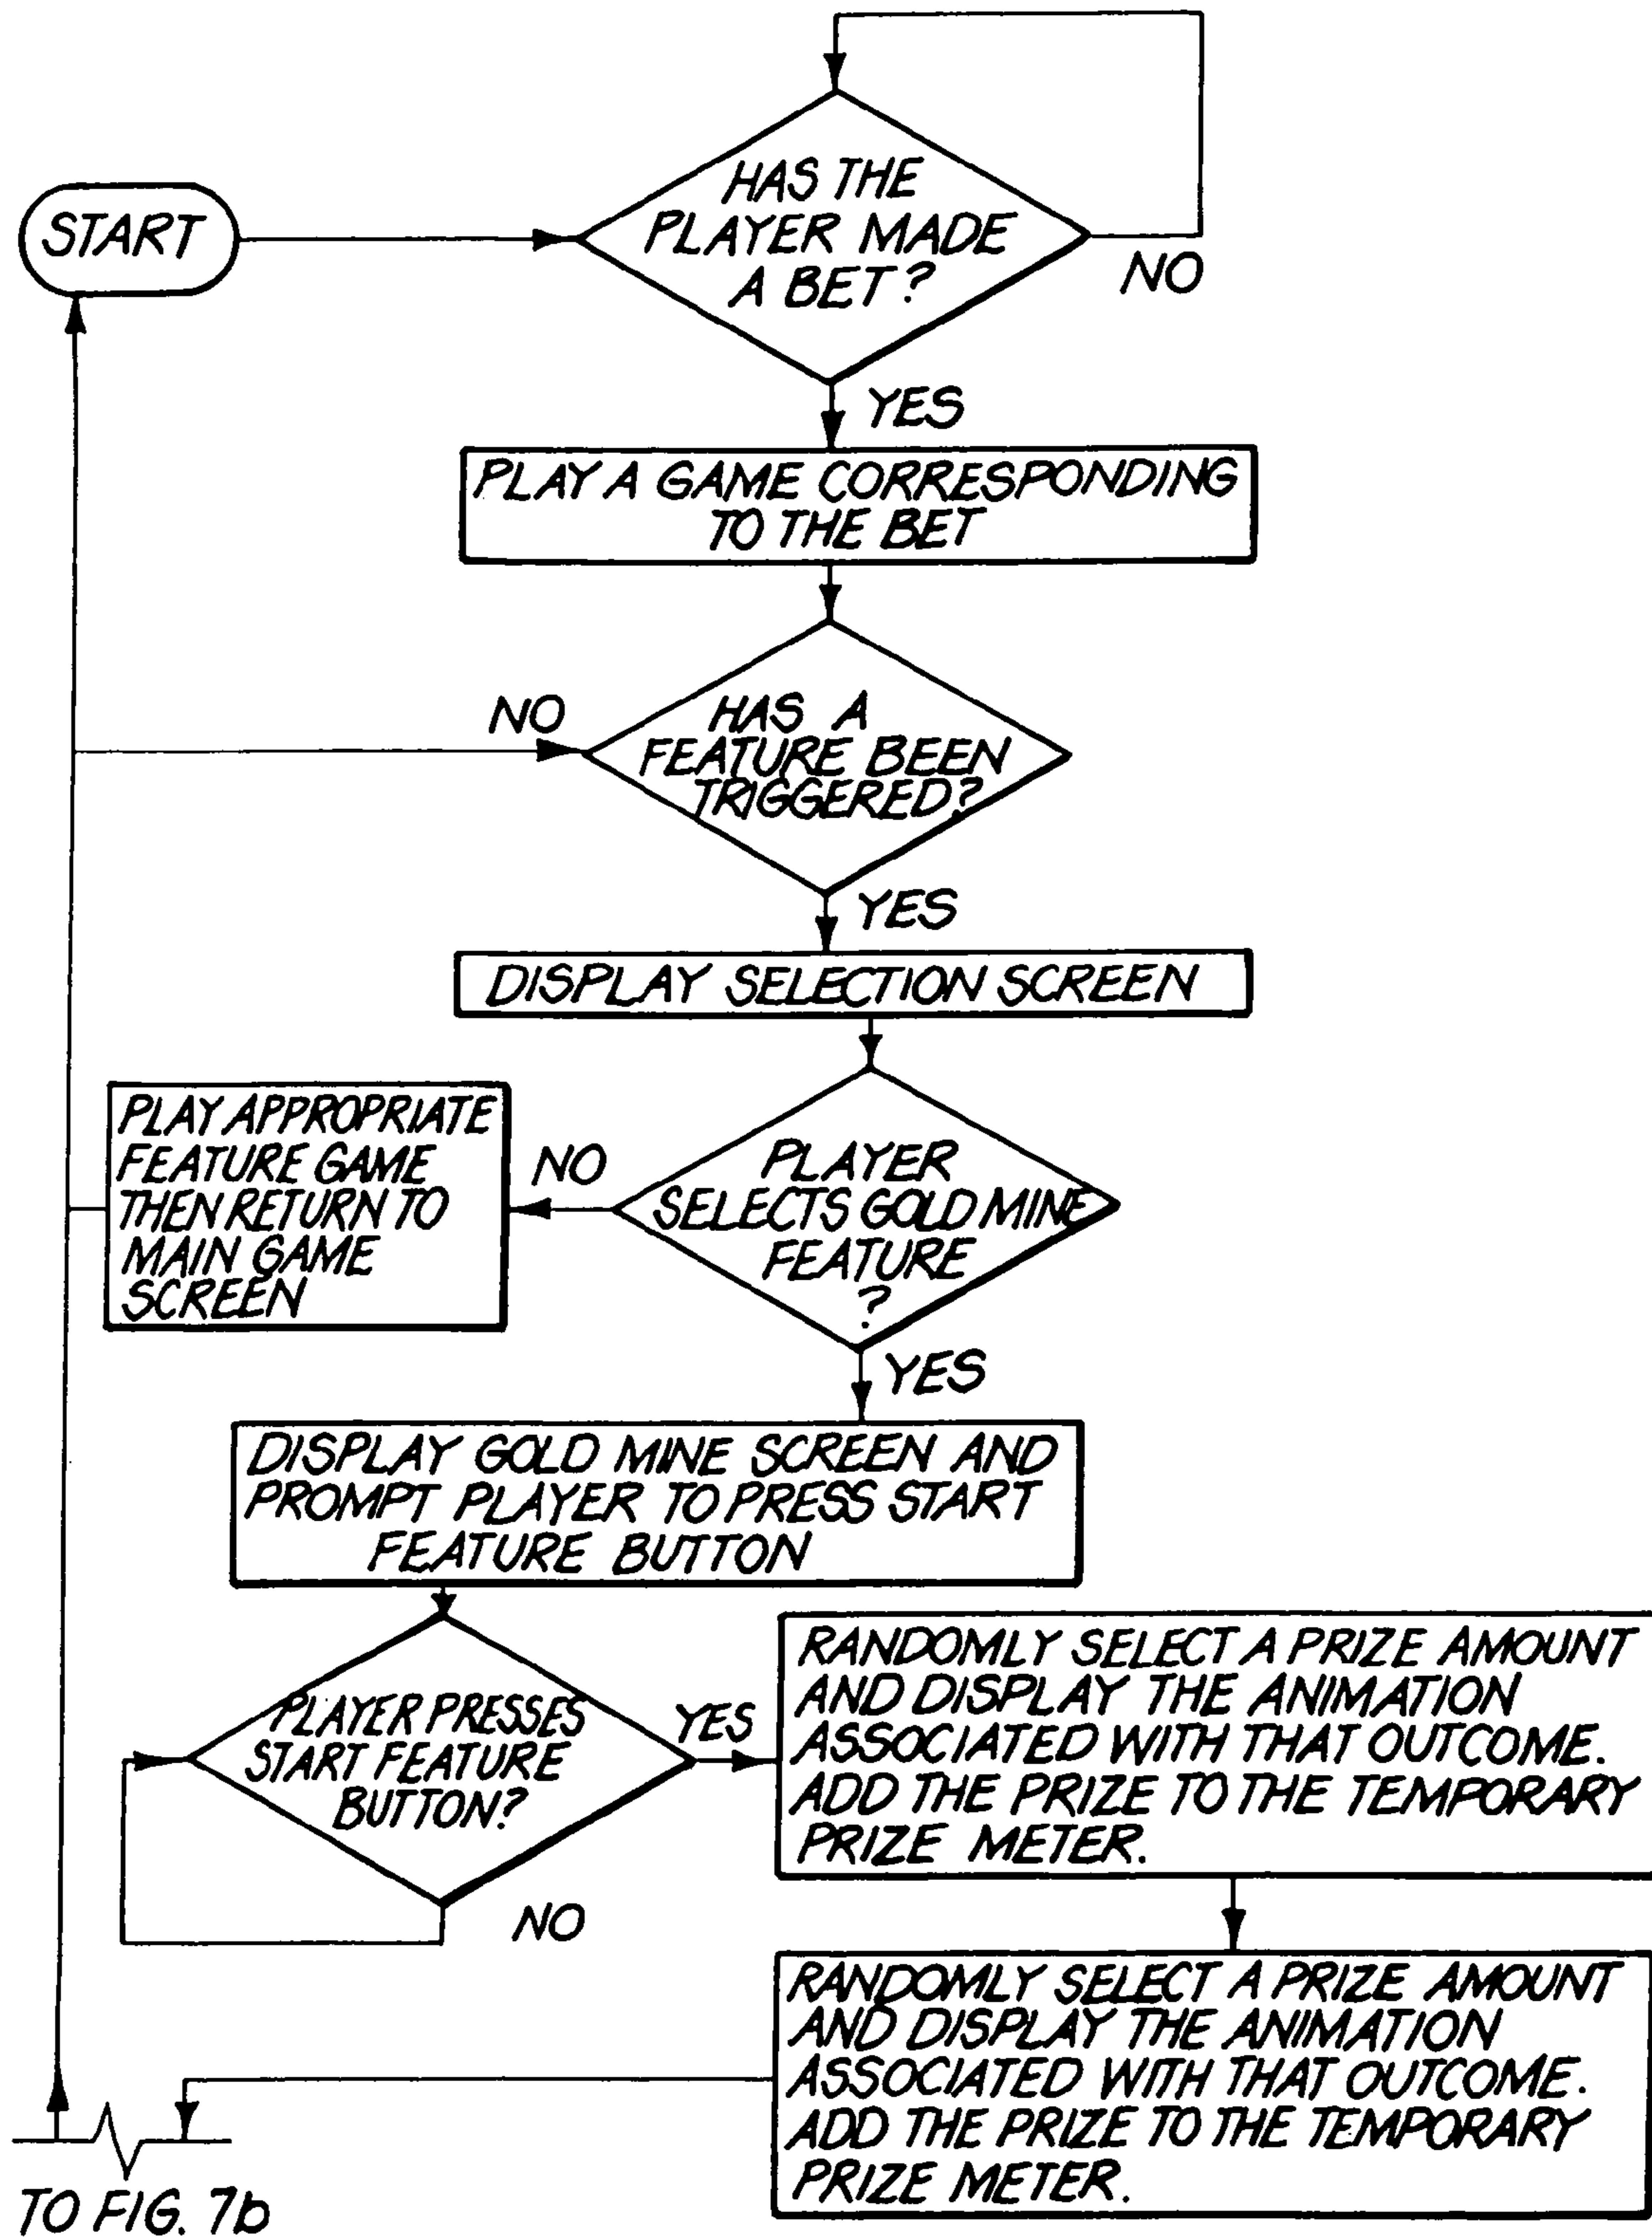 START
HAS THE
PLAYER MADE
A BET?
NO
YES
PLAY A GAME CORRESPONDING
TO THE BET
NO
HAS A
FEATURE BEEN
TRIGGERED?
YES
DISPLAY SELECTION SCREEN
PLAY APPROPRIATE
FEATURE GAME
THEN RETURN TO
MAIN GAME
SCREEN
NO
PLAYER
SELECTS GOLD MINE
FEATURE
?
YES
DISPLAY GOLD MINE SCREEN AND
PROMPT PLAYER TO PRESS START
FEATURE BUTTON
PLAYER PRESSES
START FEATURE
BUTTON?
YES
NO
RANDOMLY SELECT A PRIZE AMOUNT
AND DISPLAY THE ANIMATION
ASSOCIATED WITH THAT OUTCOME.
ADD THE PRIZE TO THE TEMPORARY
PRIZE METER.
RANDOMLY SELECT A PRIZE AMOUNT
AND DISPLAY THE ANIMATION
ASSOCIATED WITH THAT OUTCOME.
ADD THE PRIZE TO THE TEMPORARY
PRIZE METER.
TO FIG. 7b